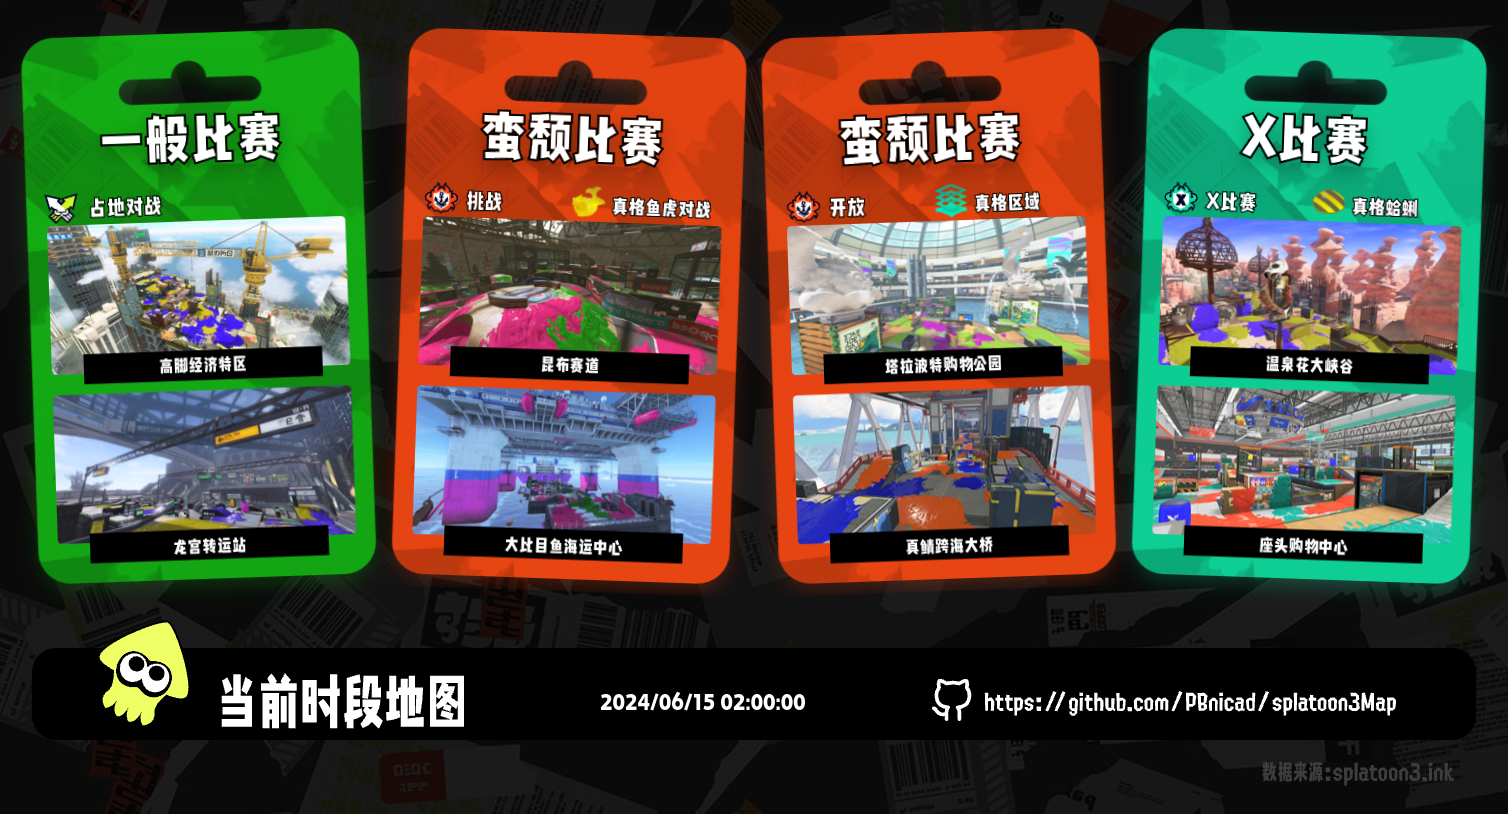 一般比赛
占地对战
高脚经济特区
龙宫转运站
蛮颓比赛
挑战
真格鱼虎对战
昆布赛道
大比目鱼海运中心
蛮颓比赛
开放
真格区域
塔拉波特购物公园
真鲷跨海大桥
X比赛
X比赛
真格蛤蜊
温泉花大峡谷
座头购物中心
当前时段地图
2024/06/15 02:00:00
https://github.com/PBnicad/splatoon3Map
数据来源:splatoon3.ink